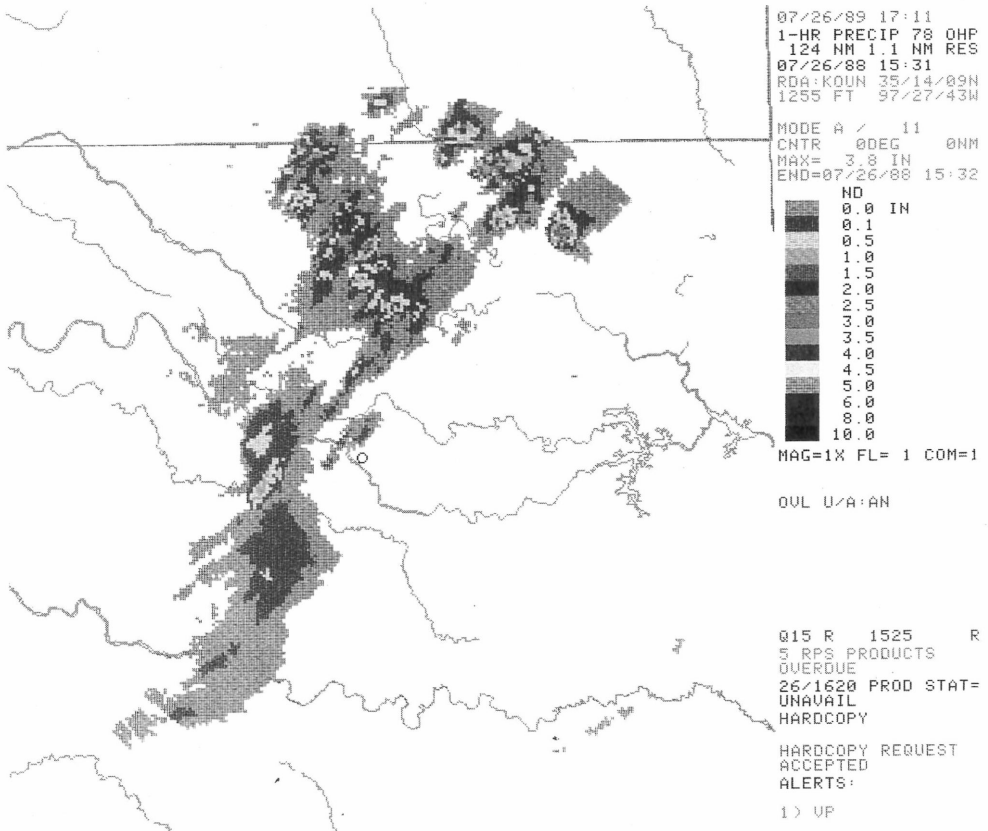 07/26/89 17:11
1-HR PRECIP 78 OHP
124 NM 1.1 NM RES
07/26/88 15:31
RDA:KOUN 35/14/09N
1255 FT 97/27/43W
MODE A / 11
CNTR 0DEG 0NM
MAX= 3.8 IN
END=07/26/88 15:32
ND
0.0 IN
0.1
0.5
1.0
1.5
2.0
2.5
3.0
3.5
4.0
4.5
5.0
6.0
8.0
10.0
MAG=1X FL= 1 COM=1
OVL U/A:AN
Q15 R 1525 R
5 RPS PRODUCTS
OVERDUE
26/1620 PROD STAT=
UNAVAIL
HARDCOPY
HARDCOPY REQUEST
ACCEPTED
ALERTS:
1) VP